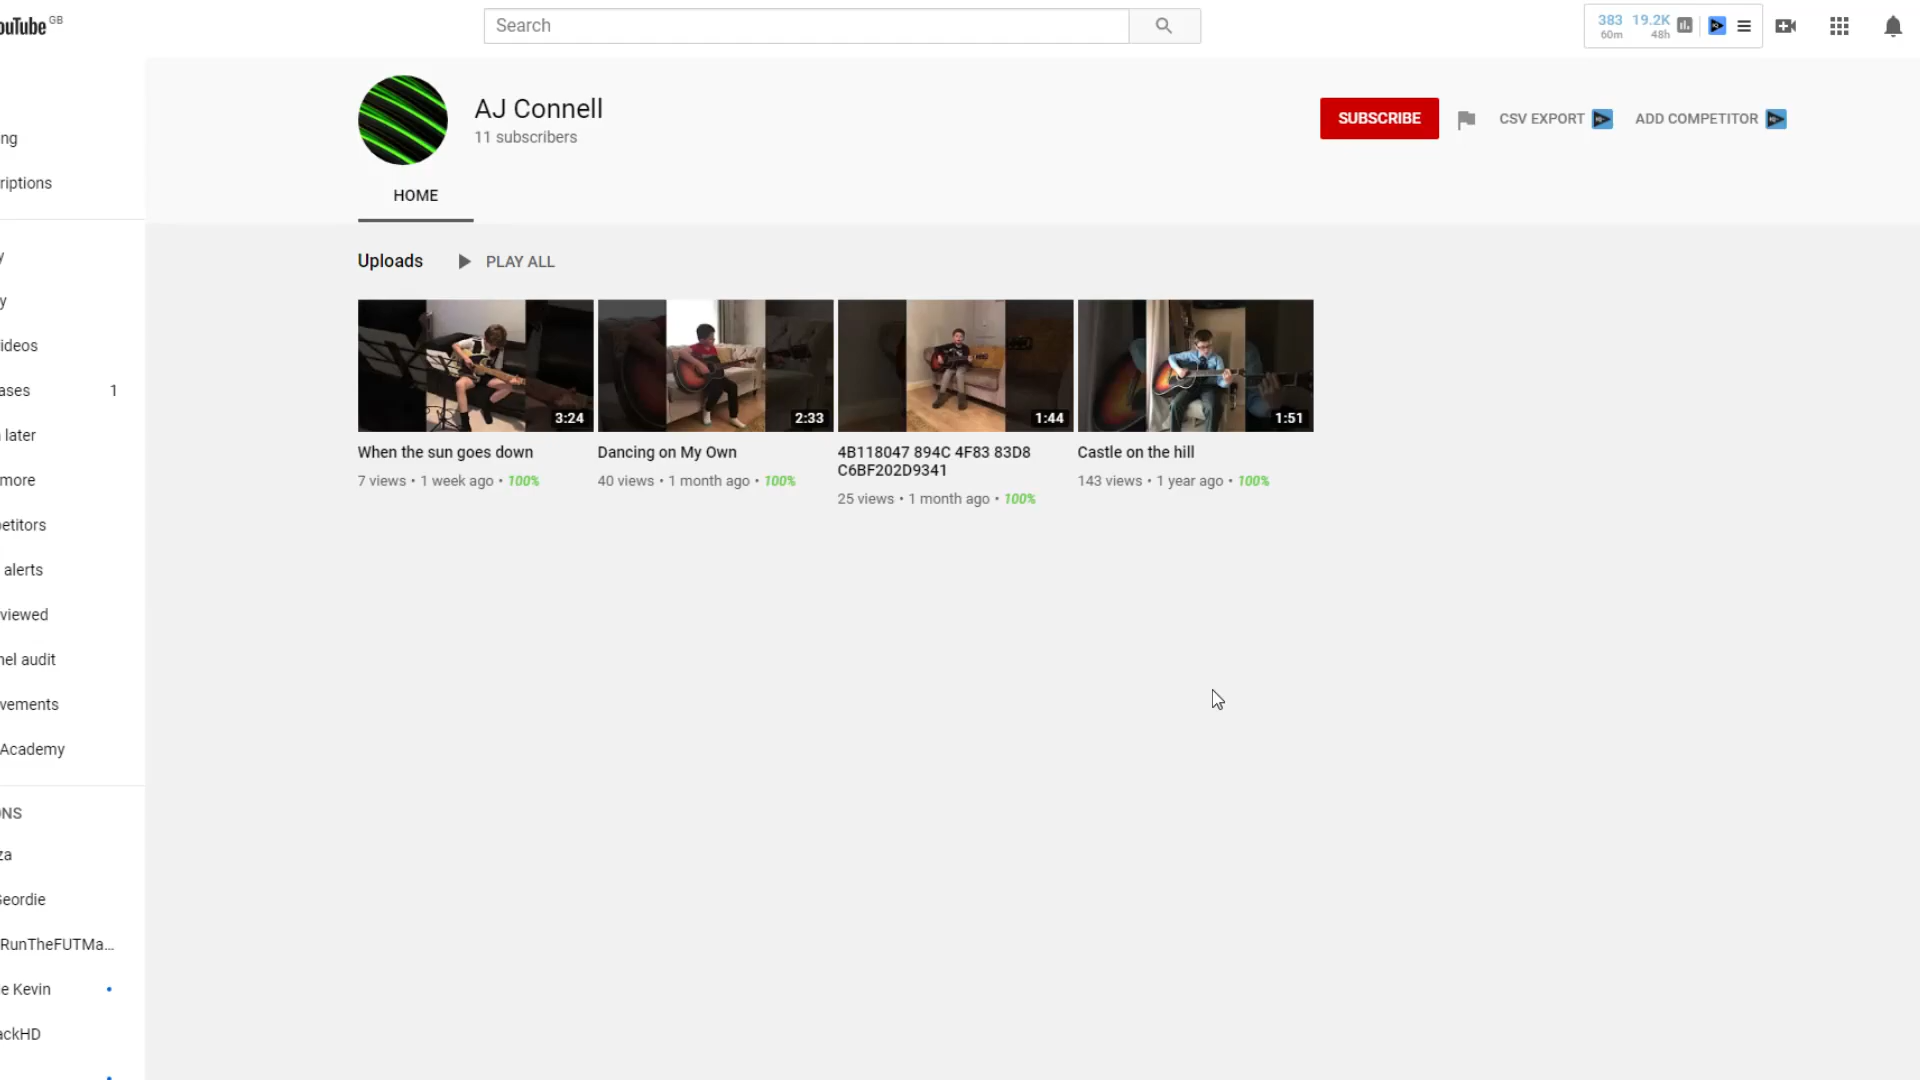 ouTube GB
Search
383 19.2K
60m 48h
AJ Connell
11 subscribers
SUBSCRIBE
CSV EXPORT
ADD COMPETITOR
HOME
Uploads PLAY ALL
3:24
2:33
1:44
1:51
When the sun goes down
7 views • 1 week ago • 100%
Dancing on My Own
40 views • 1 month ago • 100%
4B118047 894C 4F83 83D8
C6BF202D9341
25 views • 1 month ago • 100%
Castle on the hill
143 views • 1 year ago • 100%
ng
riptions
y
y
ideos
ases 1
later
more
etitors
alerts
viewed
nel audit
vements
Academy
ONS
za
Geordie
RunTheFUTMa...
e Kevin
ackHD